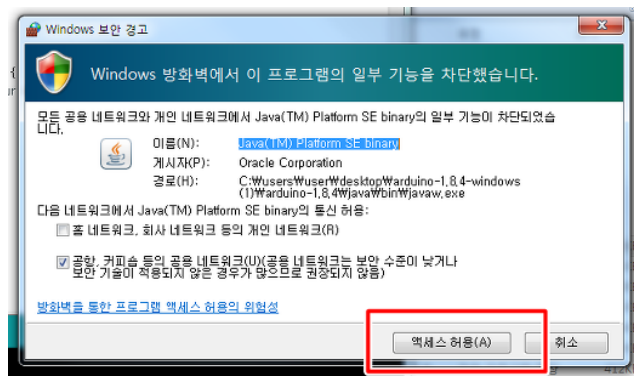 Windows 보안 경고
Windows 방화벽에서 이 프로그램의 일부 기능을 차단했습니다.
모든 공용 네트워크와 개인 네트워크에서 Java(TM) Platform SE binary의 일부 기능이 차단되었습
니다.
이름(N): Java(TM) Platform SE binary
게시자(P): Oracle Corporation
경로(H): C:₩users₩user₩desktop₩arduino-1.8.4-windows
(1)₩arduino-1.8.4₩java₩bin₩javaw.exe
다음 네트워크에서 Java(TM) Platform SE binary의 통신 허용:
홈 네트워크, 회사 네트워크 등의 개인 네트워크(R)
공항, 커피숍 등의 공용 네트워크(U)(공용 네트워크는 보안 수준이 낮거나
보안 기술이 적용되지 않은 경우가 많으므로 권장되지 않음)
방화벽을 통한 프로그램 액세스 허용의 위험성
액세스 허용(A) 취소